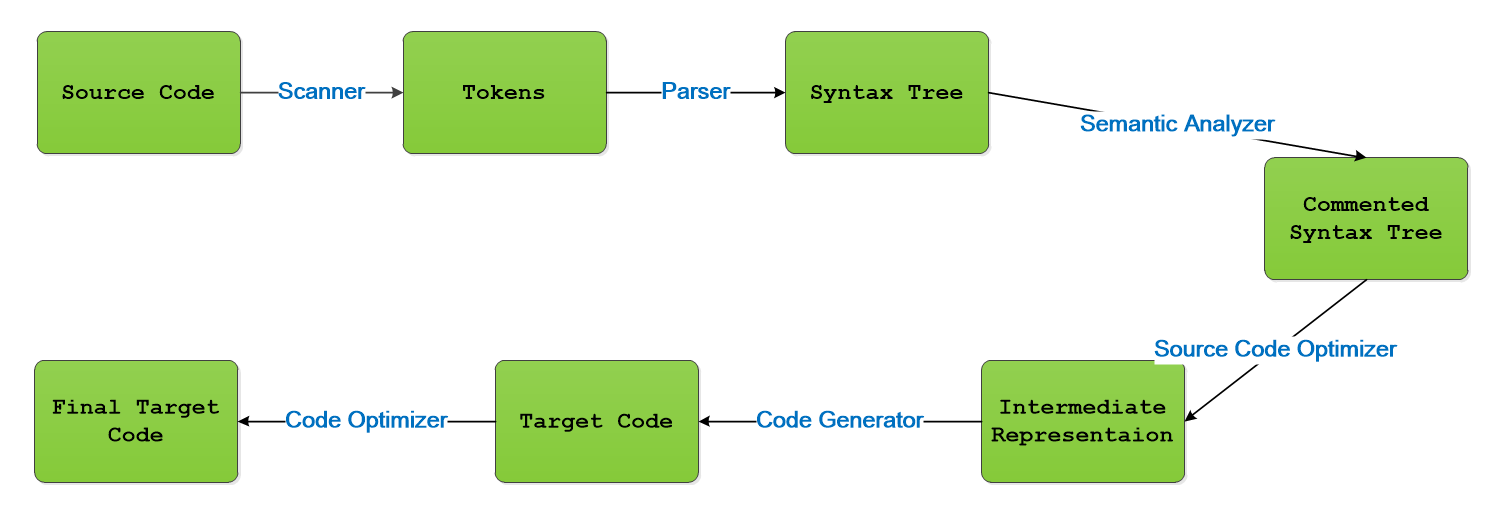 Source Code
Scanner
Tokens
Parser
Syntax Tree
Semantic Analyzer
Commented
Syntax Tree
Source Code Optimizer
Intermediate
Representaion
Code Generator
Target Code
Code Optimizer
Final Target
Code